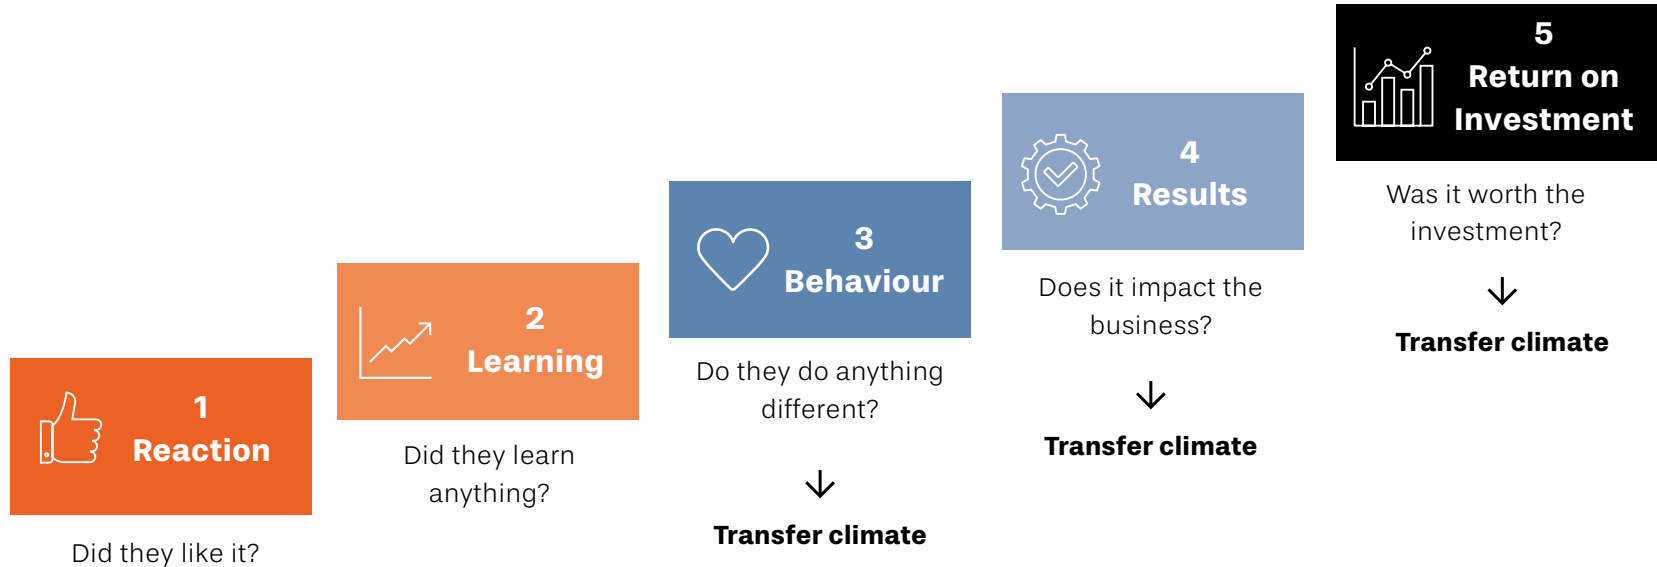 1
Reaction
Did they like it?
2
Learning
Did they learn
anything?
3
Behaviour
Do they do anything
different?
Transfer climate
4
Results
Does it impact the
business?
Transfer climate
5
Return on
Investment
Was it worth the
investment?
Transfer climate